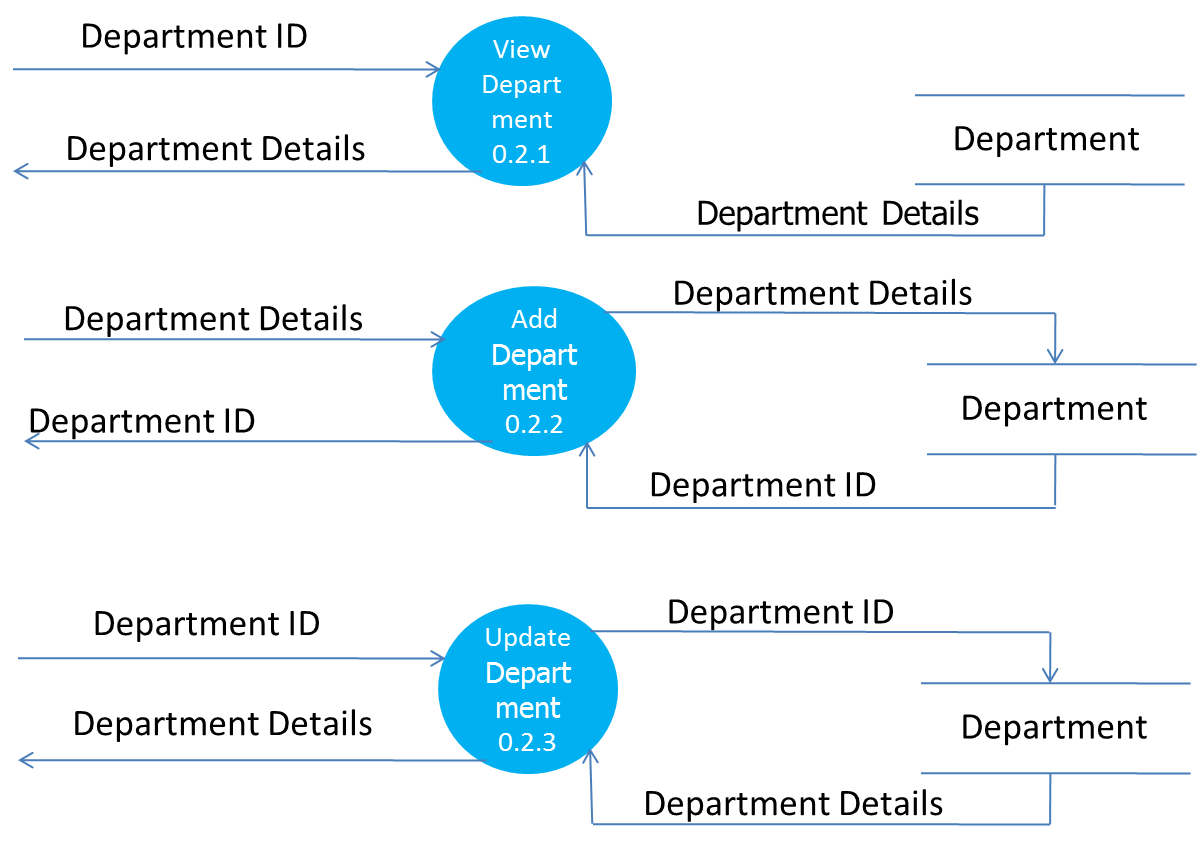 Department ID
View
Depart
ment
0.2.1
Department Details
Department
Department Details
Department Details
Add
Depart
ment
0.2.2
Department ID
Department Details
Department
Department ID
Department ID
Update
Depart
ment
0.2.3
Department Details
Department ID
Department
Department Details